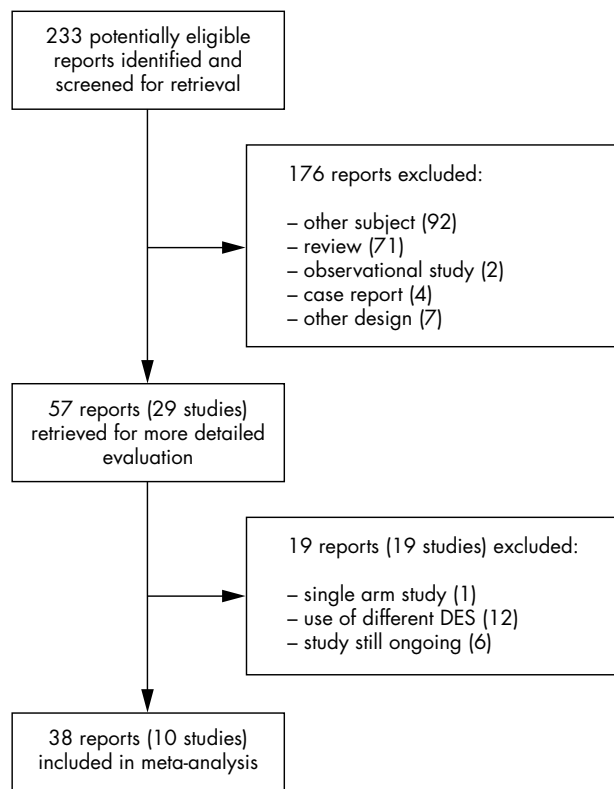 233 potentially eligible
reports identified and
screened for retrieval
176 reports excluded:
– other subject (92)
– review (71)
– observational study (2)
– case report (4)
– other design (7)
57 reports (29 studies)
retrieved for more detailed
evaluation
19 reports (19 studies) excluded:
– single arm study (1)
– use of different DES (12)
– study still ongoing (6)
38 reports (10 studies)
included in meta-analysis